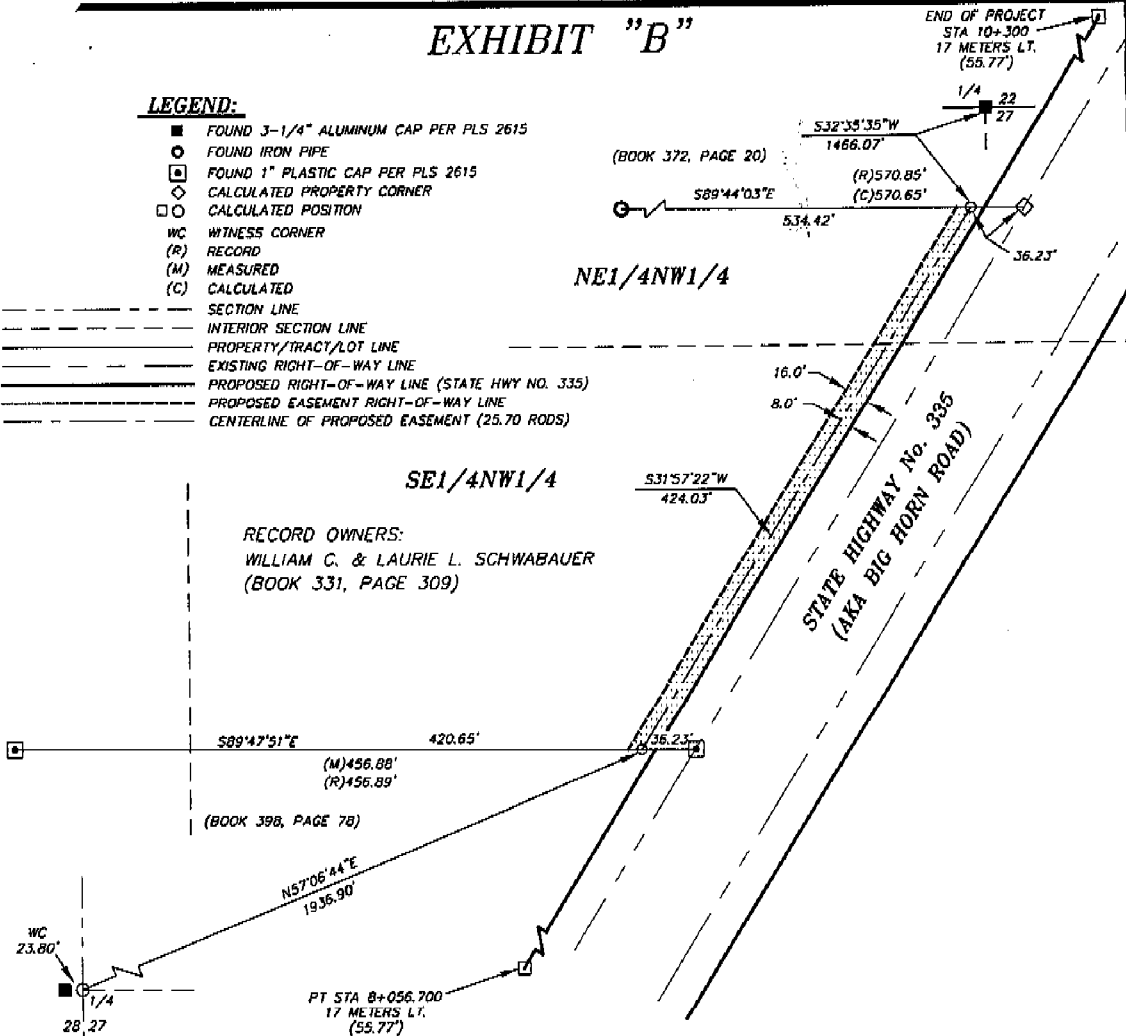 EXHIBIT "B"
END OF PROJECT
STA 10+300
17 METERS LT.
(55.77')
LEGEND:
FOUND 3-1/4" ALUMINUM CAP PER PLS 2615
FOUND IRON PIPE
FOUND 1" PLASTIC CAP PER PLS 2615
CALCULATED PROPERTY CORNER
CALCULATED POSITION
WC WITNESS CORNER
(R) RECORD
(M) MEASURED
(C) CALCULATED
SECTION LINE
INTERIOR SECTION LINE
PROPERTY/TRACT/LOT LINE
EXISTING RIGHT-OF-WAY LINE
PROPOSED RIGHT-OF-WAY LINE (STATE HWY NO. 335)
PROPOSED EASEMENT RIGHT-OF-WAY LINE
CENTERLINE OF PROPOSED EASEMENT (25.70 RODS)
1/4 22
27
S32°35'35"W
1466.07'
(BOOK 372, PAGE 20)
(R)570.85'
S89°44'03"E
(C)570.65'
534.42'
36.23'
NE1/4NW1/4
16.0'
8.0'
STATE HIGHWAY No. 335
(AKA BIG HORN ROAD)
SE1/4NW1/4
S31°57'22"W
424.03'
RECORD OWNERS:
WILLIAM C. & LAURIE L. SCHWABAUER
(BOOK 331, PAGE 309)
S89°47'51"E 420.65' 36.23'
(M)456.88'
(R)456.89'
(BOOK 398, PAGE 78)
N57°06'44"E
1936.90'
WC
23.80'
1/4
28 27
PT STA 8+056.700
17 METERS LT.
(55.77')